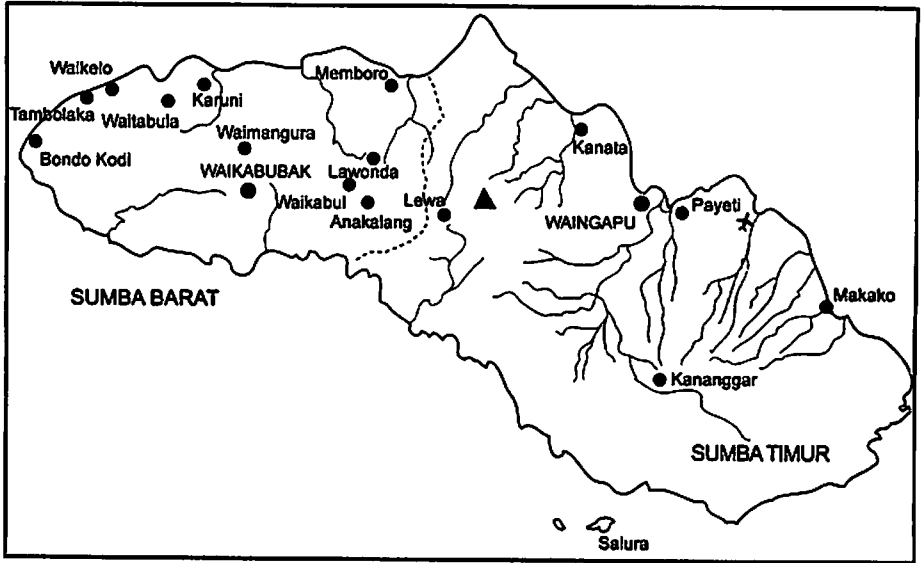 Waikelo
Memboro
Tambolaka
Waitabula
Karuni
Waimangura
Kanata
Bondo Kodi
WAIKABUBAK
Lawonda
Waikabul
Anakalang
Lewa
WAINGAPU
Payeti
SUMBA BARAT
Makako
Kananggar
SUMBA TIMUR
Salura